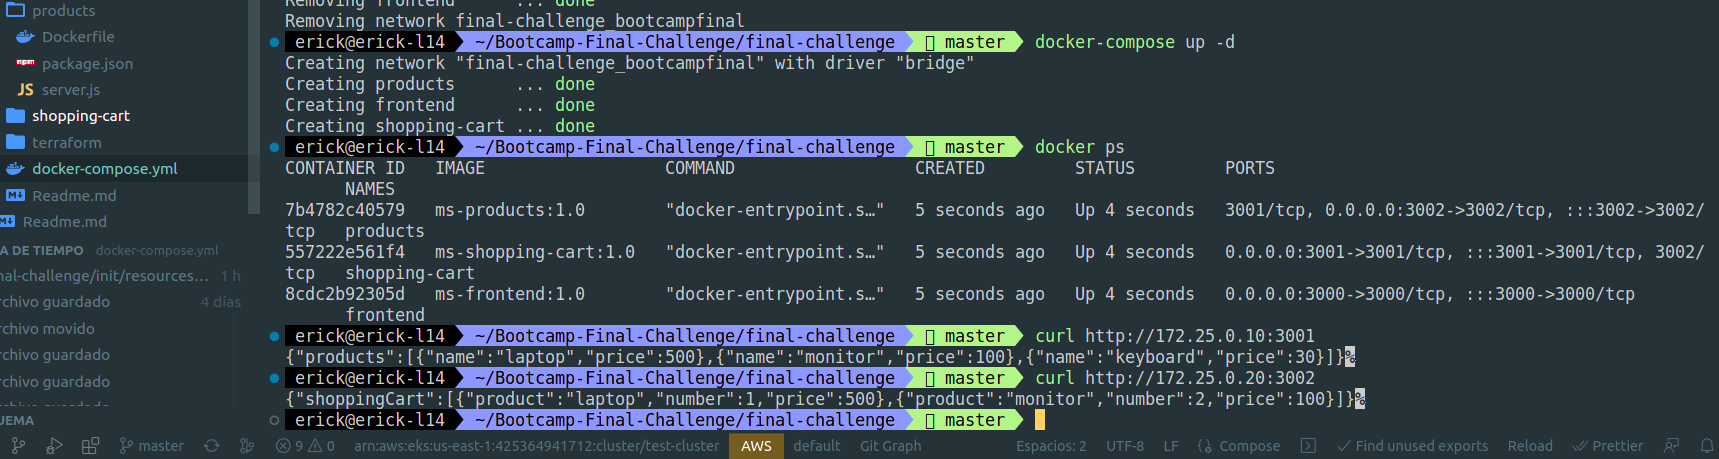 products
Dockerfile
package.json
JS server.js
shopping-cart
terraform
docker-compose.yml
Readme.md
Readme.md
A DE TIEMPO docker-compose.yml
nal-challenge/init/resources... 1 h
rchivo guardado 4 días
rchivo movido
rchivo guardado
rchivo guardado
rchivo guardado
UEMA
Removing frontend ... done
Removing network final-challenge_bootcampfinal
erick@erick-l14 ~/Bootcamp-Final-Challenge/final-challenge master docker-compose up -d
Creating network "final-challenge_bootcampfinal" with driver "bridge"
Creating products ... done
Creating frontend ... done
Creating shopping-cart ... done
erick@erick-l14 ~/Bootcamp-Final-Challenge/final-challenge master docker ps
CONTAINER ID IMAGE COMMAND CREATED STATUS PORTS
NAMES
7b4782c40579 ms-products:1.0 "docker-entrypoint.s…" 5 seconds ago Up 4 seconds 3001/tcp, 0.0.0.0:3002->3002/tcp, :::3002->3002/
tcp products
557222e561f4 ms-shopping-cart:1.0 "docker-entrypoint.s…" 5 seconds ago Up 4 seconds 0.0.0.0:3001->3001/tcp, :::3001->3001/tcp, 3002/
tcp shopping-cart
8cdc2b92305d ms-frontend:1.0 "docker-entrypoint.s…" 5 seconds ago Up 4 seconds 0.0.0.0:3000->3000/tcp, :::3000->3000/tcp
frontend
erick@erick-l14 ~/Bootcamp-Final-Challenge/final-challenge master curl http://172.25.0.10:3001
{"products":[{"name":"laptop","price":500},{"name":"monitor","price":100},{"name":"keyboard","price":30}]}%
erick@erick-l14 ~/Bootcamp-Final-Challenge/final-challenge master curl http://172.25.0.20:3002
{"shoppingCart":[{"product":"laptop","number":1,"price":500},{"product":"monitor","number":2,"price":100}]}%
erick@erick-l14 ~/Bootcamp-Final-Challenge/final-challenge master
master 9 0 arn:aws:eks:us-east-1:425364941712:cluster/test-cluster AWS default Git Graph Espacios: 2 UTF-8 LF Compose Find unused exports Reload Prettier